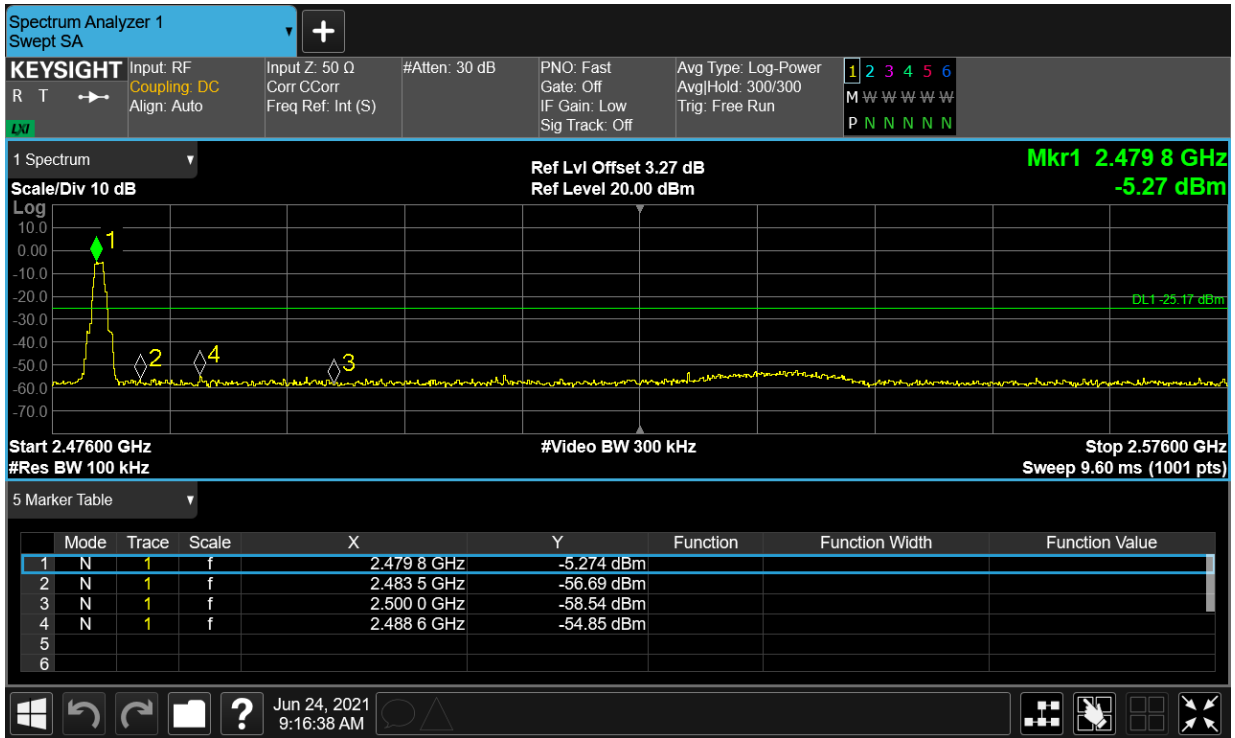 Spectrum Analyzer 1
Swept SA
KEYSIGHT
R T
LXI
Input: RF
Coupling: DC
Align: Auto
Input Z: 50 Ω
Corr CCorr
Freq Ref: Int (S)
#Atten: 30 dB
PNO: Fast
Gate: Off
IF Gain: Low
Sig Track: Off
Avg Type: Log-Power
Avg|Hold: 300/300
Trig: Free Run
1 2 3 4 5 6
M W W W W W
P N N N N N
1 Spectrum
Scale/Div 10 dB
Ref Lvl Offset 3.27 dB
Ref Level 20.00 dBm
Mkr1 2.479 8 GHz
-5.27 dBm
Log
10.0
0.00
-10.0
-20.0
-30.0
-40.0
-50.0
-60.0
-70.0
1
2
4
3
DL1 -25.17 dBm
Start 2.47600 GHz
#Res BW 100 kHz
#Video BW 300 kHz
Stop 2.57600 GHz
Sweep 9.60 ms (1001 pts)
5 Marker Table
Mode Trace Scale X Y Function Function Width Function Value
1 N 1 f 2.479 8 GHz -5.274 dBm
2 N 1 f 2.483 5 GHz -56.69 dBm
3 N 1 f 2.500 0 GHz -58.54 dBm
4 N 1 f 2.488 6 GHz -54.85 dBm
5
6
?
Jun 24, 2021
9:16:38 AM